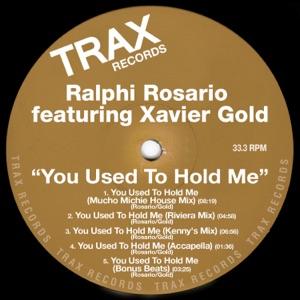 TRAX
RECORDS
Ralphi Rosario
featuring Xavier Gold
33.3 RPM
“You Used To Hold Me”
1. You Used To Hold Me
(Mucho Michie House Mix) (08:19)
(Rosario/Gold)
2. You Used To Hold Me (Riviera Mix) (04:58)
(Rosario/Gold)
3. You Used To Hold Me (Kenny's Mix) (06:06)
(Rosario/Gold)
4. You Used To Hold Me (Accapella) (01:36)
(Rosario/Gold)
5. You Used To Hold Me
(Bonus Beats) (03:25)
(Rosario/Gold)
TRAX RECORDS
TRAX RECORDS
TRAX RECORDS